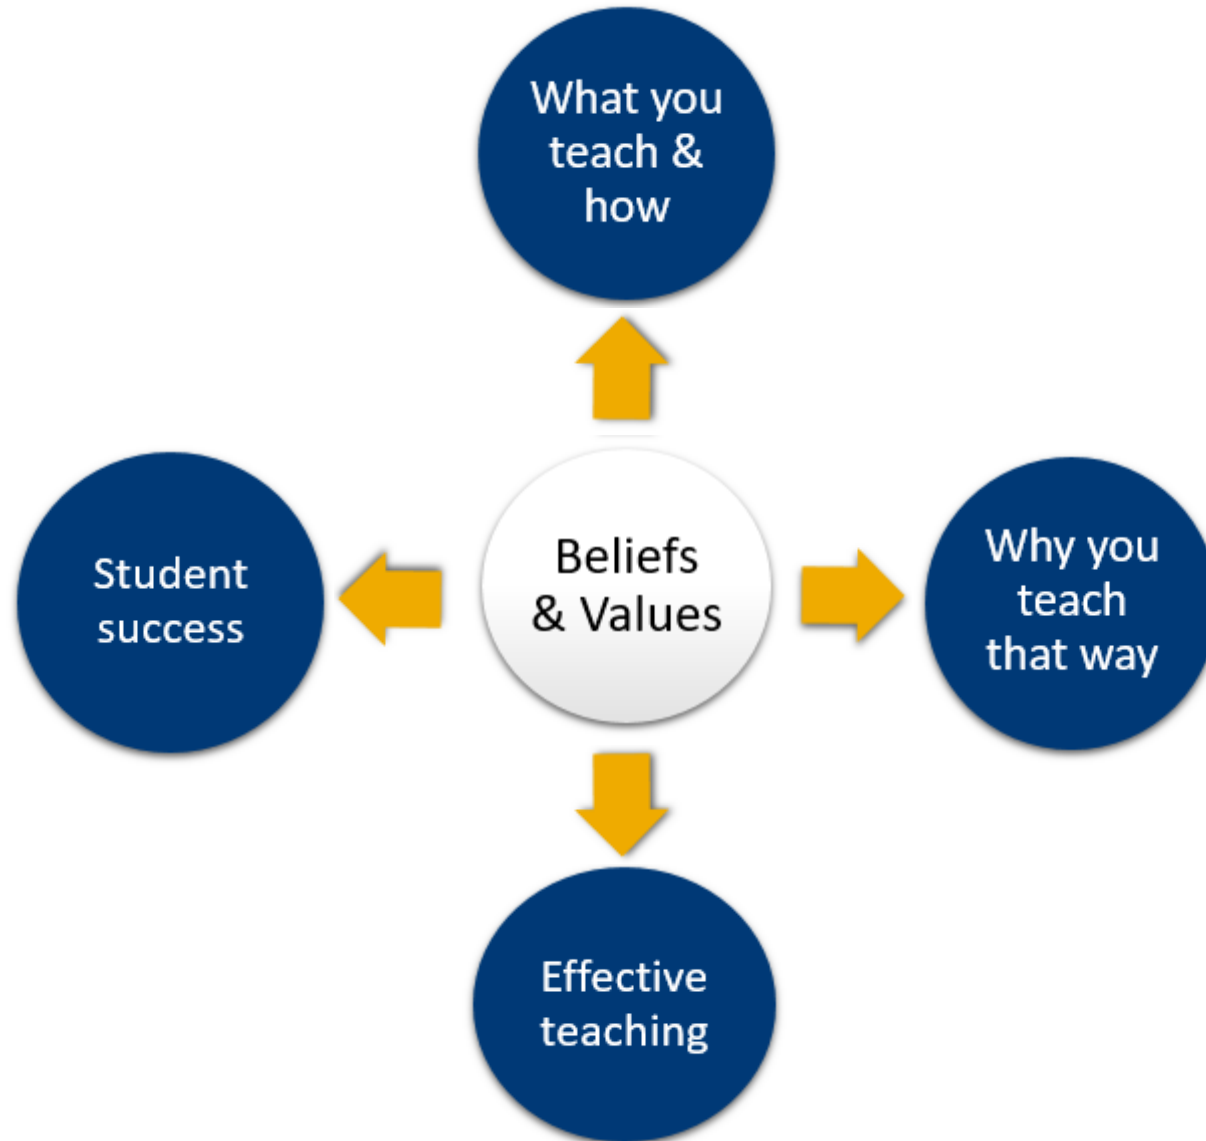 What you
teach &
how
Student
success
Beliefs
& Values
Why you
teach
that way
Effective
teaching